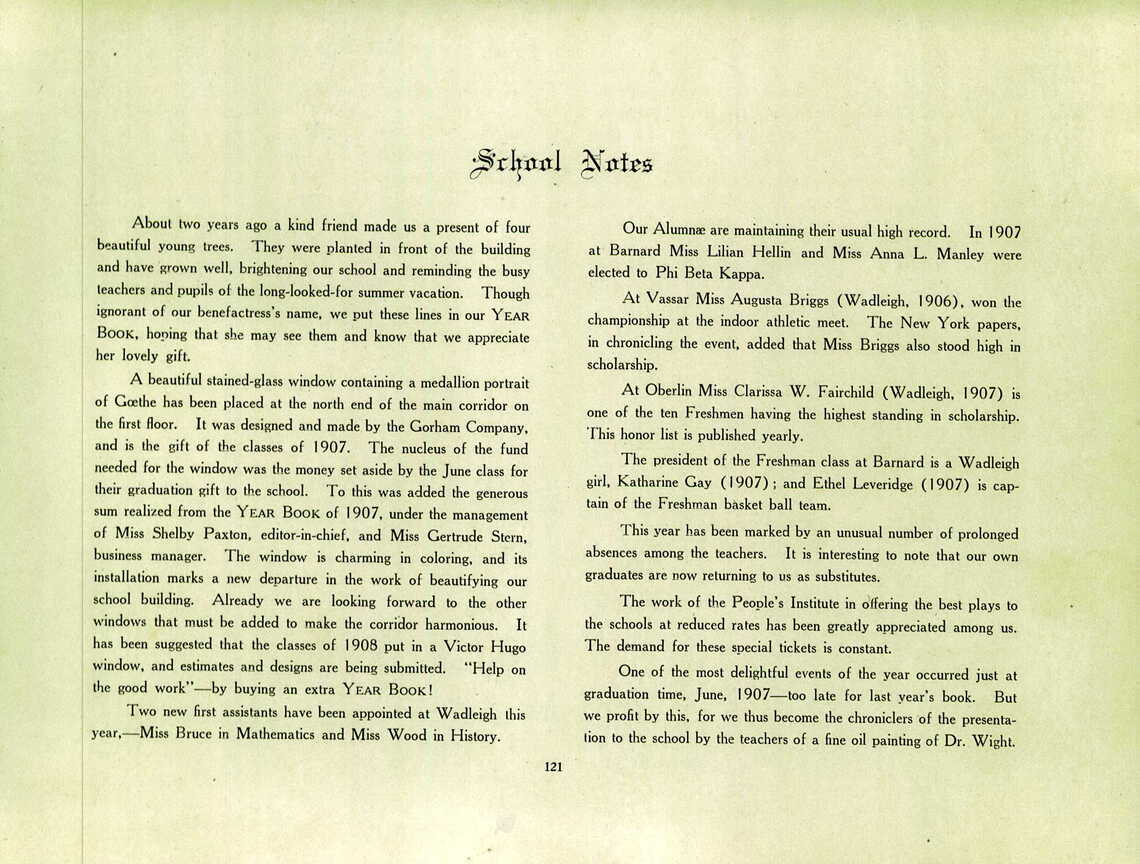 School Notes
About two years ago a kind friend made us a present of four
beautiful young trees. They were planted in front of the building
and have grown well, brightening our school and reminding the busy
teachers and pupils of the long-looked-for summer vacation. Though
ignorant of our benefactress's name, we put these lines in our YEAR
BOOK, hoping that she may see them and know that we appreciate
her lovely gift.
A beautiful stained-glass window containing a medallion portrait
of Gœthe has been placed at the north end of the main corridor on
the first floor. It was designed and made by the Gorham Company,
and is the gift of the classes of 1907. The nucleus of the fund
needed for the window was the money set aside by the June class for
their graduation gift to the school. To this was added the generous
sum realized from the YEAR BOOK of 1907, under the management
of Miss Shelby Paxton, editor-in-chief, and Miss Gertrude Stern,
business manager. The window is charming in coloring, and its
installation marks a new departure in the work of beautifying our
school building. Already we are looking forward to the other
windows that must be added to make the corridor harmonious. It
has been suggested that the classes of 1908 put in a Victor Hugo
window, and estimates and designs are being submitted. "Help on
the good work"—by buying an extra YEAR BOOK!
Two new first assistants have been appointed at Wadleigh this
year,—Miss Bruce in Mathematics and Miss Wood in History.
Our Alumnæ are maintaining their usual high record. In 1907
at Barnard Miss Lilian Hellin and Miss Anna L. Manley were
elected to Phi Beta Kappa.
At Vassar Miss Augusta Briggs (Wadleigh, 1906), won the
championship at the indoor athletic meet. The New York papers,
in chronicling the event, added that Miss Briggs also stood high in
scholarship.
At Oberlin Miss Clarissa W. Fairchild (Wadleigh, 1907) is
one of the ten Freshmen having the highest standing in scholarship.
This honor list is published yearly.
The president of the Freshman class at Barnard is a Wadleigh
girl, Katharine Gay (1907); and Ethel Leveridge (1907) is cap-
tain of the Freshman basket ball team.
This year has been marked by an unusual number of prolonged
absences among the teachers. It is interesting to note that our own
graduates are now returning to us as substitutes.
The work of the People's Institute in offering the best plays to
the schools at reduced rates has been greatly appreciated among us.
The demand for these special tickets is constant.
One of the most delightful events of the year occurred just at
graduation time, June, 1907—too late for last year's book. But
we profit by this, for we thus become the chroniclers of the presenta-
tion to the school by the teachers of a fine oil painting of Dr. Wight.
121